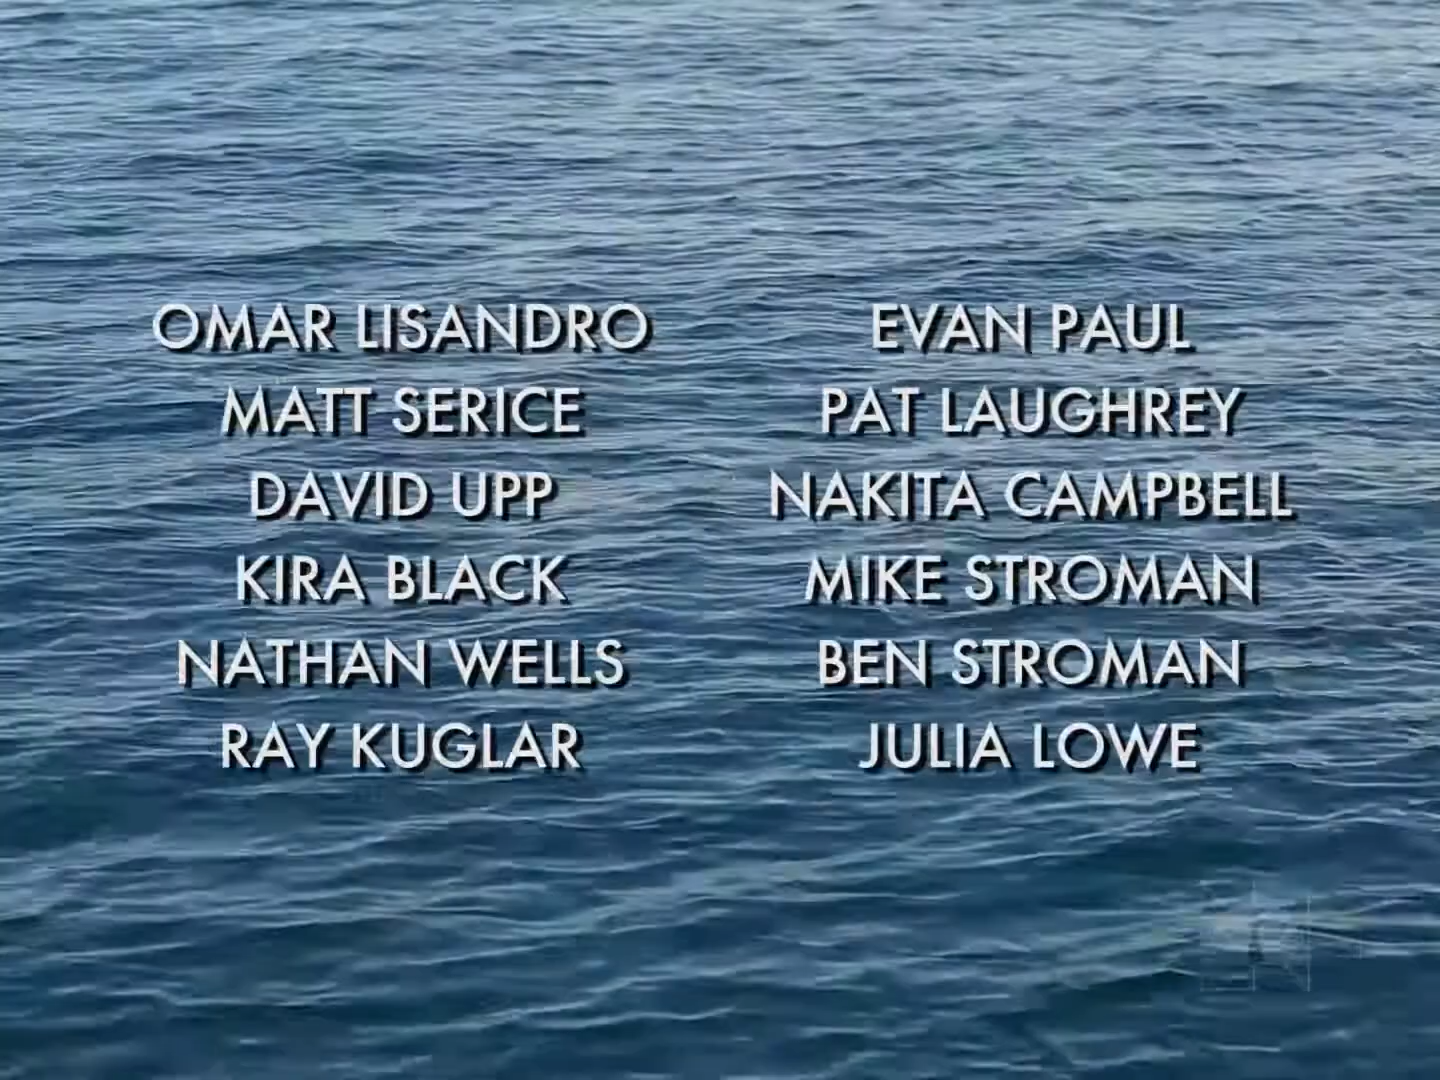 OMAR LISANDRO
MATT SERICE
DAVID UPP
KIRA BLACK
NATHAN WELLS
RAY KUGLAR
EVAN PAUL
PAT LAUGHREY
NAKITA CAMPBELL
MIKE STROMAN
BEN STROMAN
JULIA LOWE